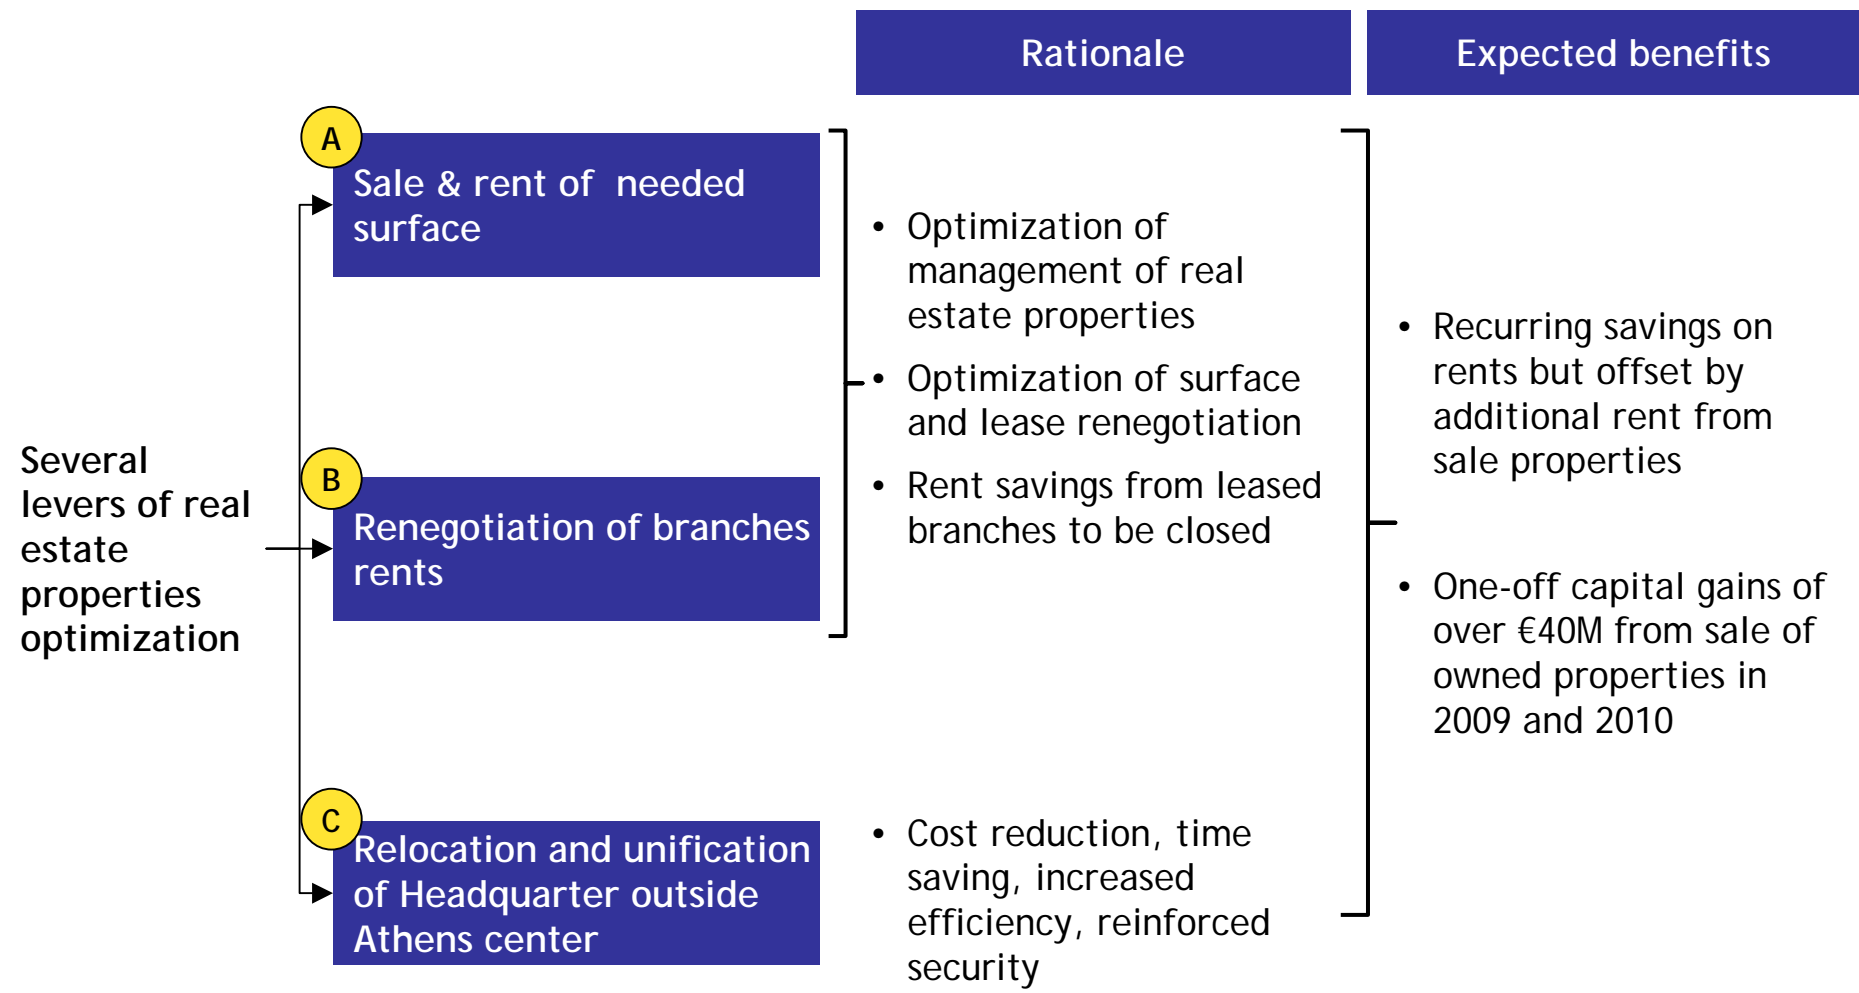 Rationale
Expected benefits
Several
levers of real
estate
properties
optimization
A
Sale & rent of needed
surface
B
Renegotiation of branches
rents
C
Relocation and unification
of Headquarter outside
Athens center
• Optimization of
management of real
estate properties
• Optimization of surface
and lease renegotiation
• Rent savings from leased
branches to be closed
• Cost reduction, time
saving, increased
efficiency, reinforced
security
• Recurring savings on
rents but offset by
additional rent from
sale properties
• One-off capital gains of
over €40M from sale of
owned properties in
2009 and 2010